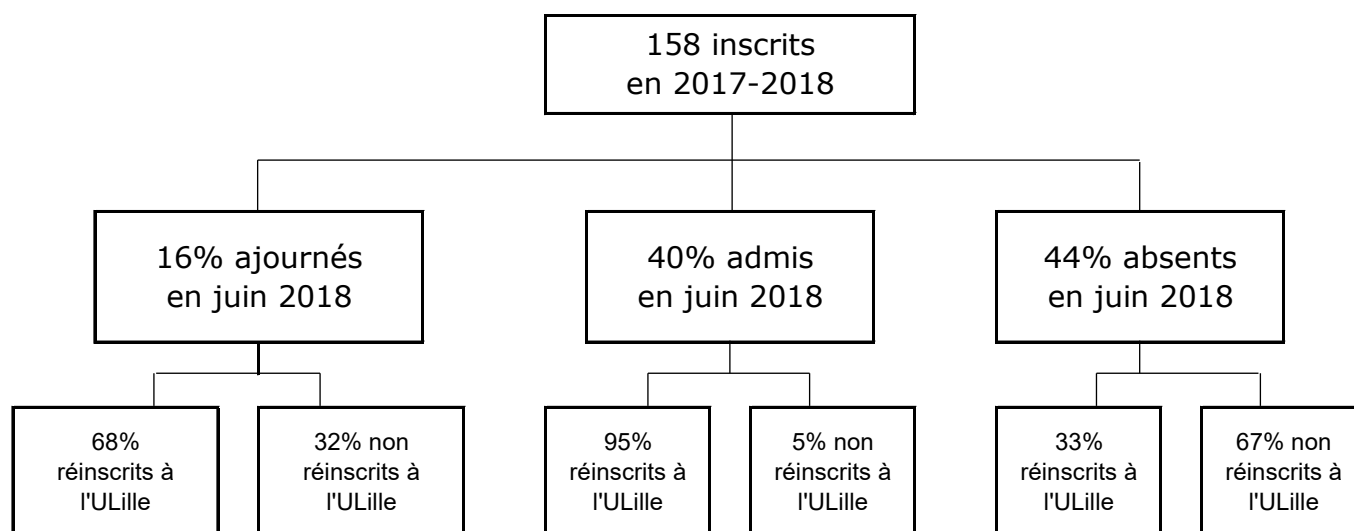 158 inscrits
en 2017-2018
16% ajournés
en juin 2018
40% admis
en juin 2018
44% absents
en juin 2018
68%
réinscrits à
l'ULille
32% non
réinscrits à
l'ULille
95%
réinscrits à
l'ULille
5% non
réinscrits à
l'ULille
33%
réinscrits à
l'ULille
67% non
réinscrits à
l'ULille